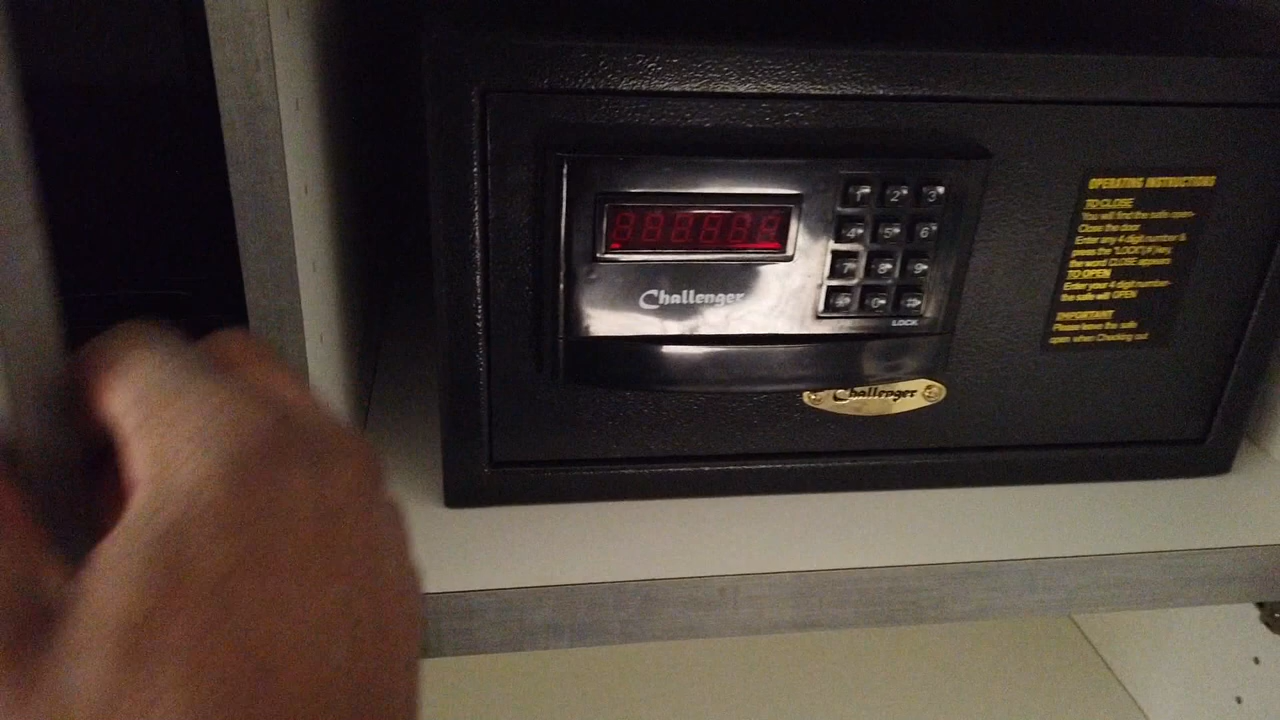 1 2 3
4 5 6
7 8 9
* 0 #
LOCK
Challenger
Challenger
OPERATING INSTRUCTIONS
TO CLOSE
You will find the safe open-
Close the door
Enter any 4 digit number &
press the "LOCK(#)" key
the word CLOSE appears
TO OPEN
Enter your 4 digit number-
the safe will OPEN
IMPORTANT
Please leave the safe
open when Checking out